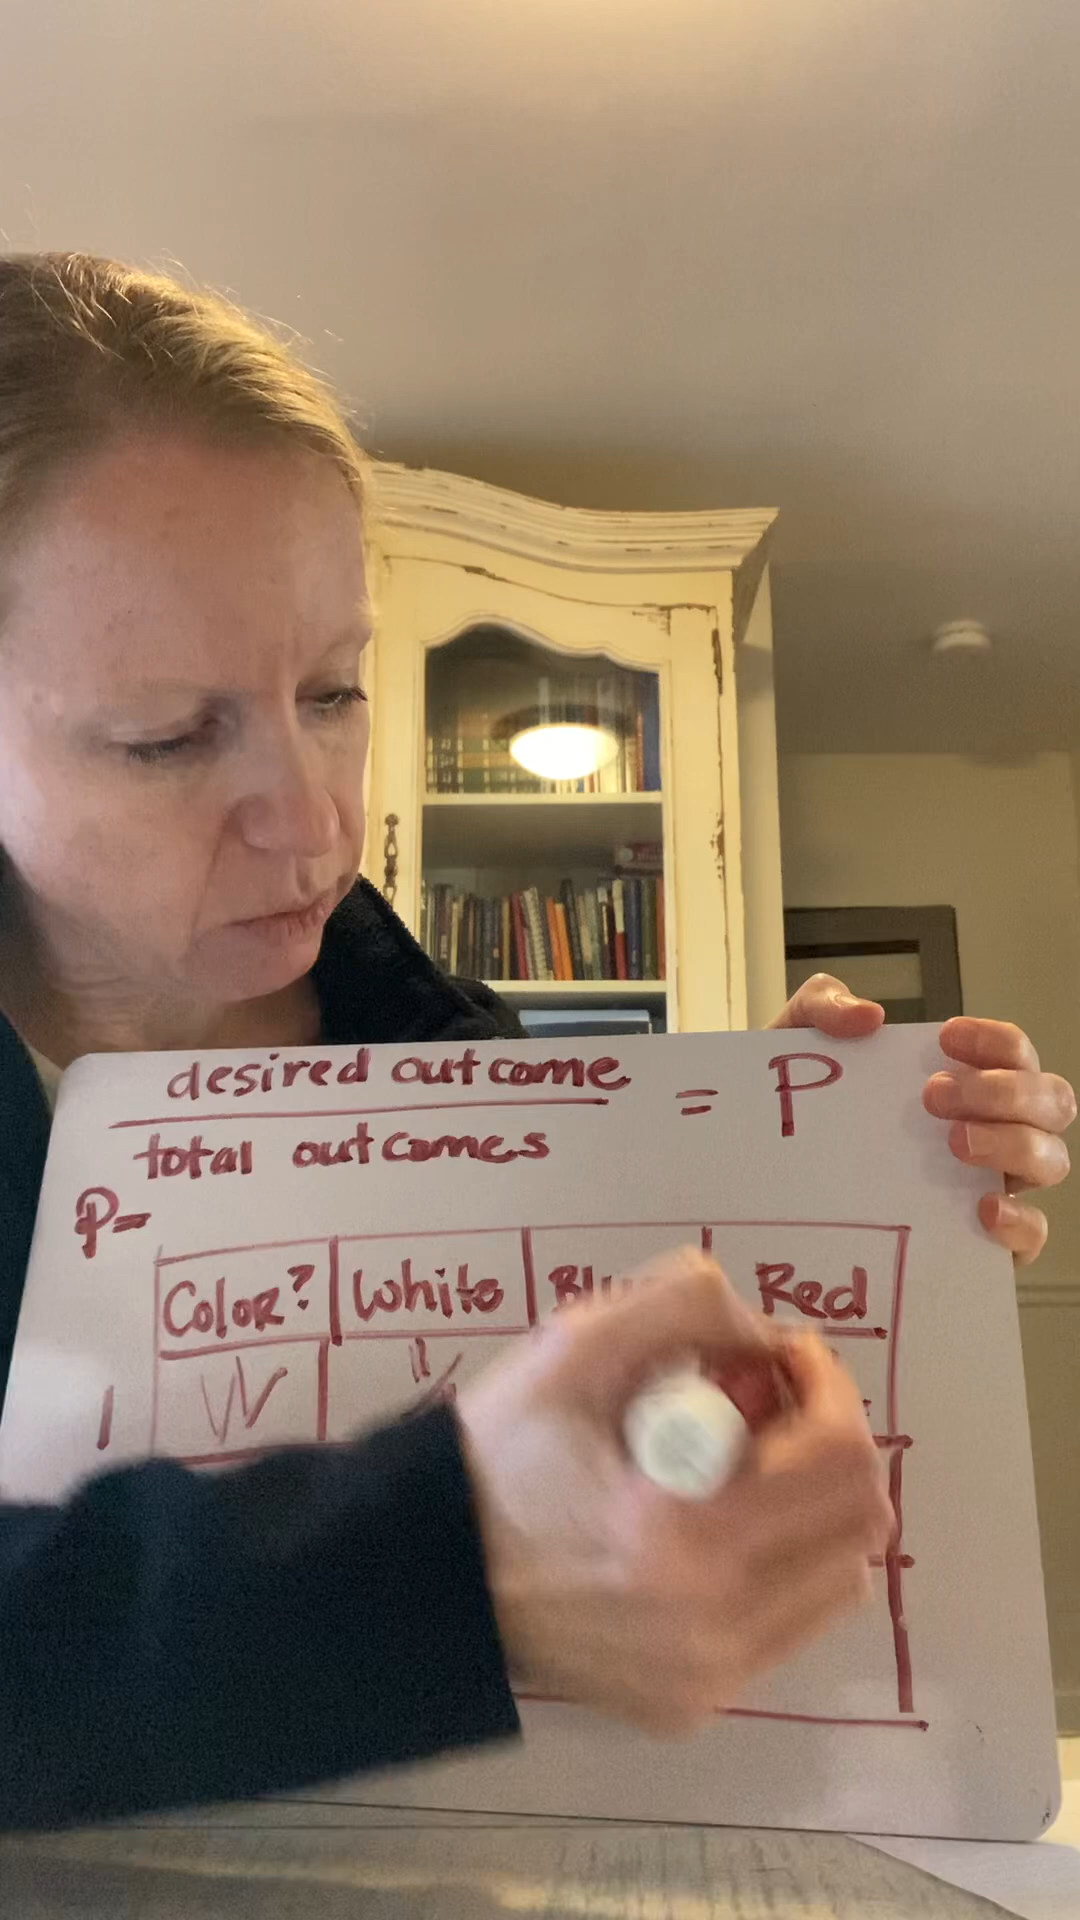 desired outcome = P
total outcomes
P=
Color? White Red
1 W